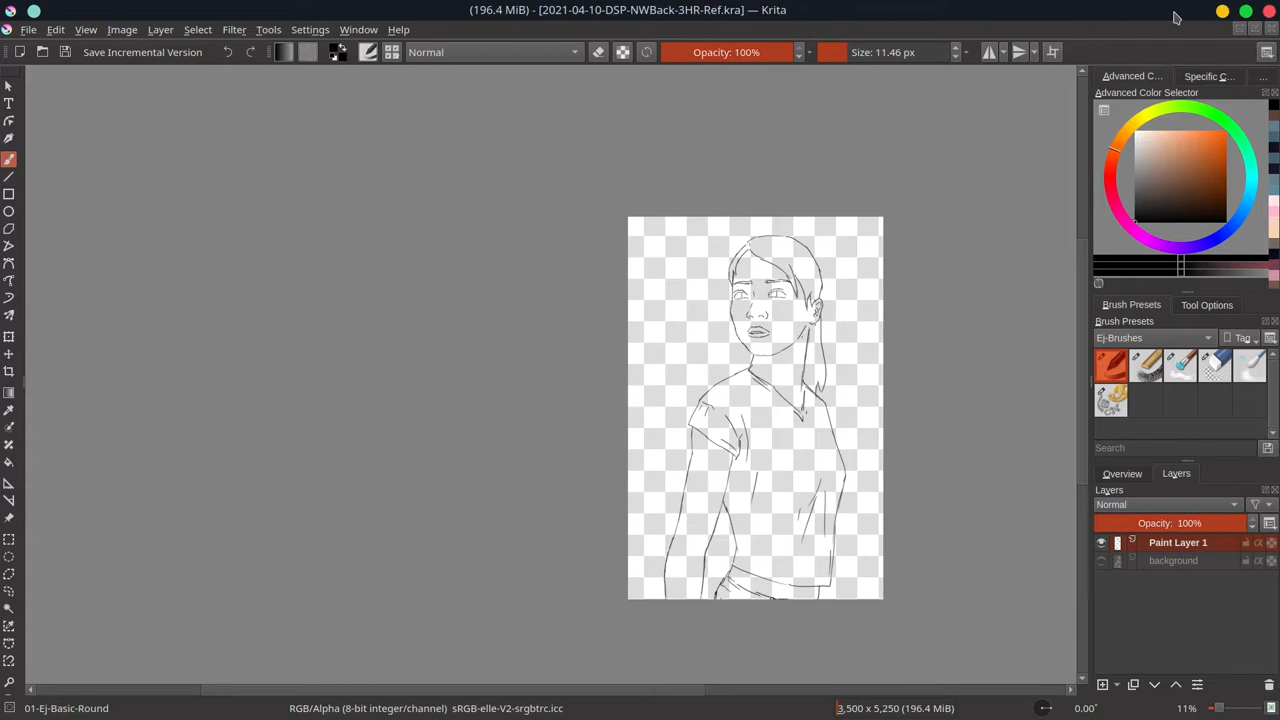 (196.4 MiB) - [2021-04-10-DSP-NWBack-3HR-Ref.kra] — Krita
File Edit View Image Layer Select Filter Tools Settings Window Help
Save Incremental Version Normal Opacity: 100% Size: 11.46 px
Advanced C... Specific C... ...
Advanced Color Selector
Brush Presets Tool Options
Brush Presets
Ej-Brushes Tag
Search
Overview Layers
Layers
Normal
Opacity: 100%
Paint Layer 1
background
01-Ej-Basic-Round RGB/Alpha (8-bit integer/channel) sRGB-elle-V2-srgbtrc.icc 3,500 x 5,250 (196.4 MiB) 0.00° 11%